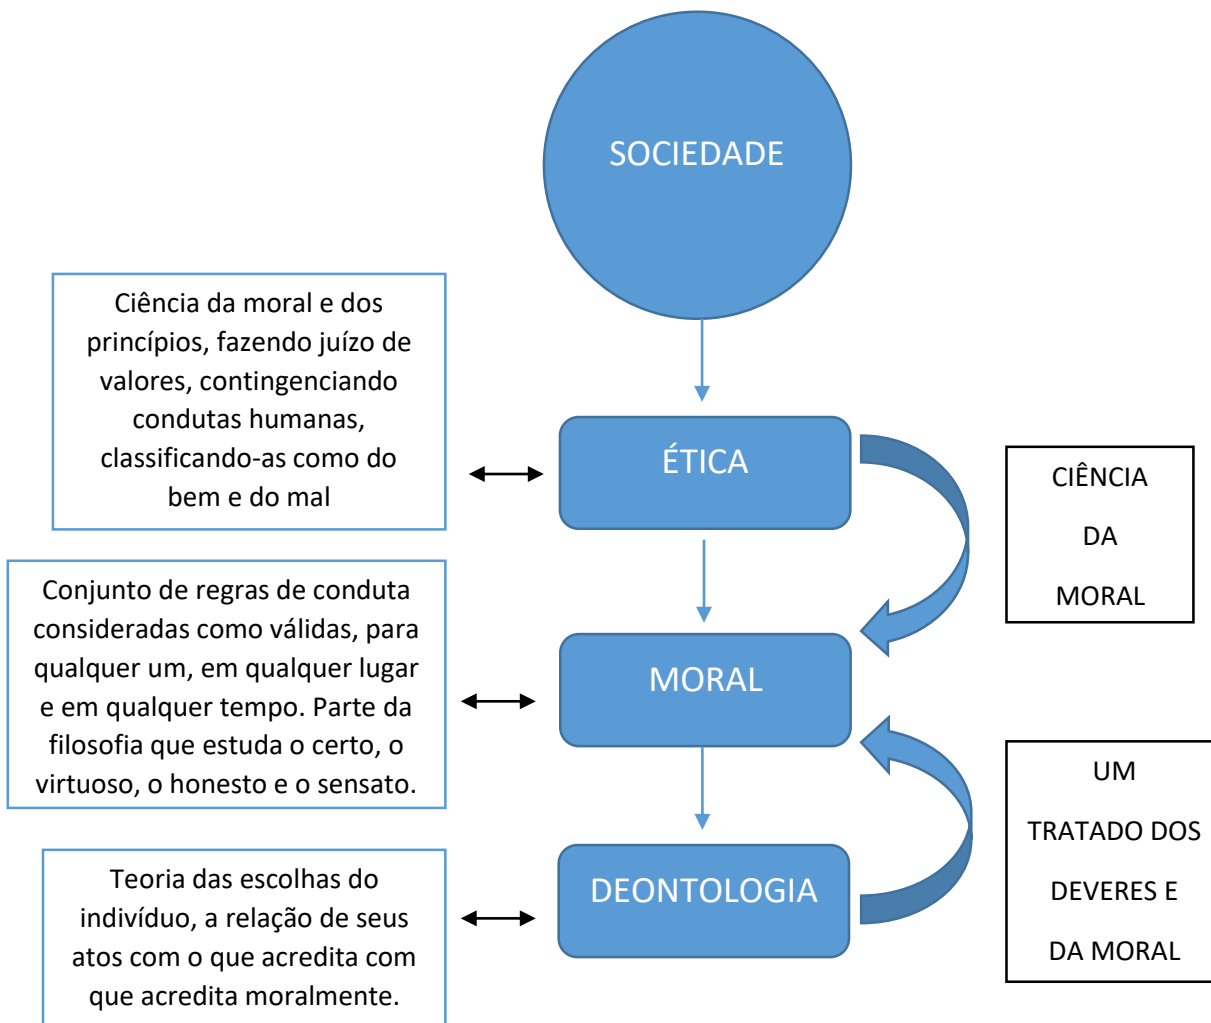 SOCIEDADE
Ciência da moral e dos
princípios, fazendo juízo de
valores, contingenciando
condutas humanas,
classificando-as como do
bem e do mal
ÉTICA
CIÊNCIA
DA
MORAL
Conjunto de regras de conduta
consideradas como válidas, para
qualquer um, em qualquer lugar
e em qualquer tempo. Parte da
filosofia que estuda o certo, o
virtuoso, o honesto e o sensato.
MORAL
UM
TRATADO DOS
DEVERES E
DA MORAL
Teoria das escolhas do
indivíduo, a relação de seus
atos com o que acredita com
que acredita moralmente.
DEONTOLOGIA